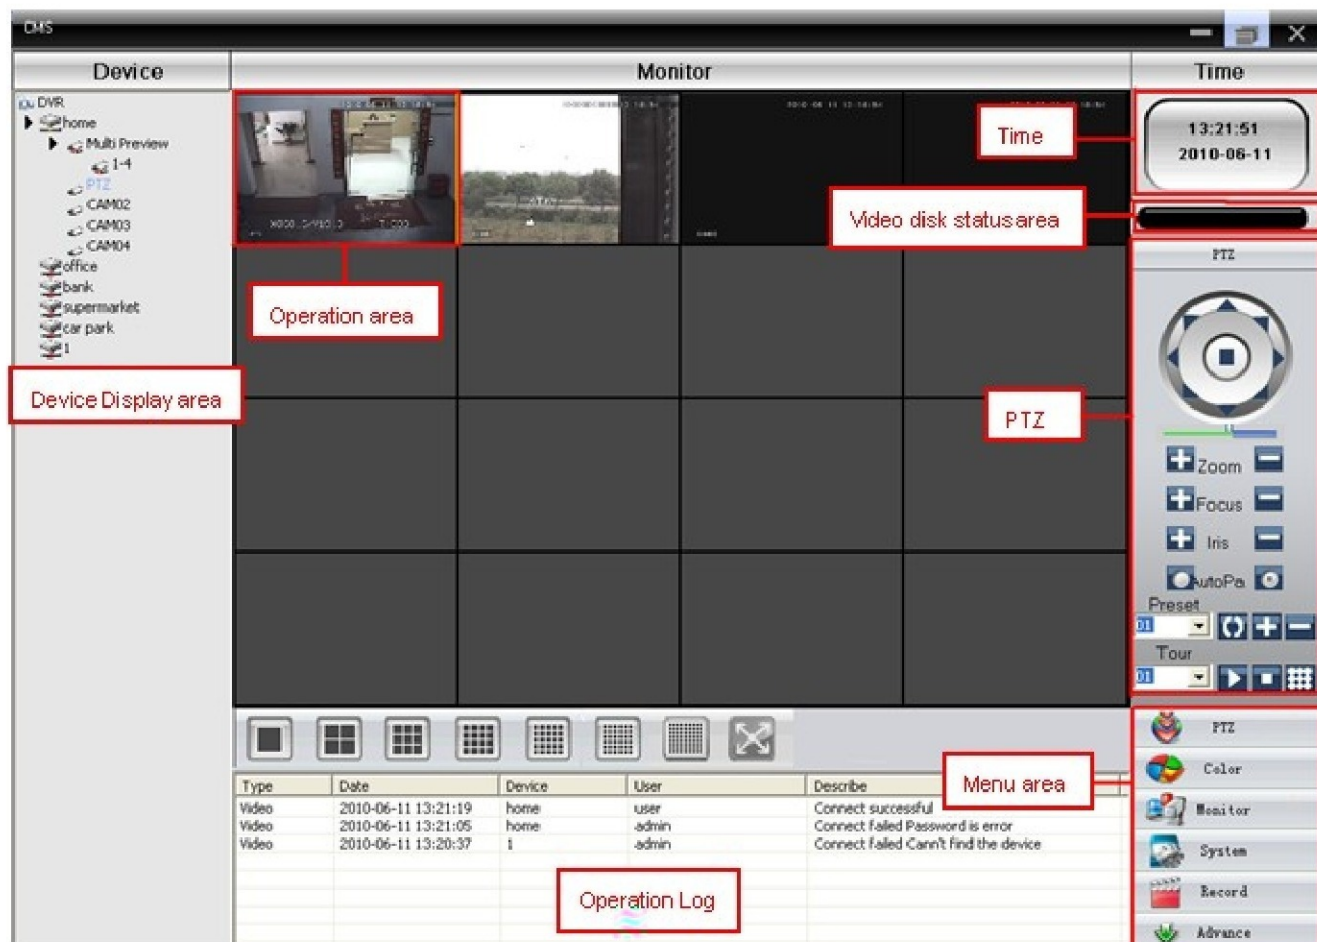 CMS
Device
Monitor
Time
DVR
home
Multi Preview
1-4
PTZ
CAM02
CAM03
CAM04
office
bank
supermarket
car park
1
Device Display area
Operation area
Time
Video disk status area
PTZ
13:21:51
2010-06-11
PTZ
Zoom
Focus
Iris
AutoPa
Preset
01
Tour
01
PTZ
Color
Monitor
System
Record
Advance
Menu area
Type Date Device User Describe
Video 2010-06-11 13:21:19 home user Connect successful
Video 2010-06-11 13:21:05 home admin Connect failed Password is error
Video 2010-06-11 13:20:37 1 admin Connect failed Cann't find the device
Operation Log